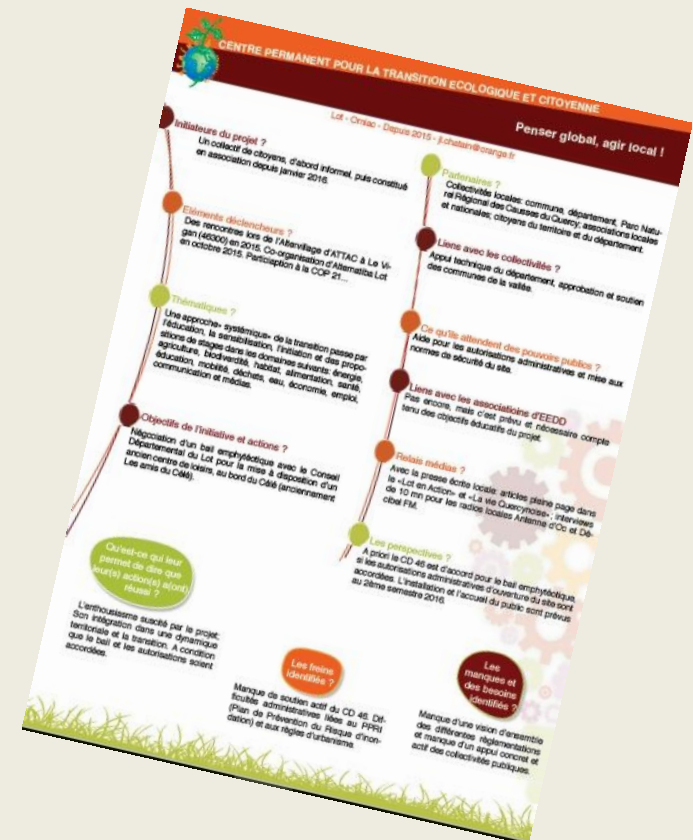 CENTRE PERMANENT POUR LA TRANSITION ECOLOGIQUE ET CITOYENNE
Penser global, agir local !
Lot - Orniac - Depuis 2015 - jl.chatain@orange.fr
Initiateurs du projet ?
Un collectif de citoyens, d'abord informel, puis constitué
en association depuis janvier 2016.
Eléments déclencheurs ?
Des rencontres lors de l'Altervillage d'ATTAC à Le Vi-
gan (46300) en 2015. Co-organisation d'Alternatiba Lot
en octobre 2015. Particiaption à la COP 21...
Thématiques ?
Une approche« systémique» de la transition passe par
l'éducation, la sensibilisation, l'initiation et des propo-
sitions de stages dans les domaines suivants: énergie,
agriculture, biodiverdité, habitat, alimentation, santé,
éducation, mobilité, déchets, eau, économie, emploi,
communication et médias.
Objectifs de l'initiative et actions ?
Négociation d'un bail emphytéotique avec le Conseil
Départemental du Lot pour la mise à disposition d'un
ancien centre de loisirs, au bord du Célé (anciennement
Les amis du Célé).
Partenaires ?
Collectivités locales: commune, département, Parc Natu-
rel Régional des Causses du Quercy; associations locales
et nationales; citoyens du territoire et du département.
Liens avec les collectivités ?
Appui technique du département, approbation et soutien
des communes de la vallée.
Ce qu'ils attendent des pouvoirs publics ?
Aide pour les autorisations administratives et mise aux
normes de sécurité du site.
Liens avec les associatioins d'EEDD
Pas encore, mais c'est prévu et nécessaire compte
tenu des objectifs éducatifs du projet.
Relais médias ?
Avec la presse écrite locale: articles pleine page dans
le «Lot en Action» et «La vie Quercynoise»; interviews
de 10 mn pour les radios locales Antenne d'Oc et Dé-
cibel FM.
Les perspectives ?
A priori le CD 46 est d'accord pour le bail emphytéotique,
si les autorisations administratives d'ouverture du site sont
accordées. L'installation et l'accueil du public sont prévus
au 2ème semestre 2016.
Qu'est-ce qui leur
permet de dire que
leur(s) action(s) a(ont)
réussi ?
L'enthousiasme suscité par le projet;
Son intégration dans une dynamique
territoriale et la transition. A condition
que le bail et les autorisations soient
accordées.
Les freins
identifiés ?
Manque de soutien actif du CD 46. Dif-
ficultés administratives liées au PPRI
(Plan de Prévention du Risque d'Inon-
dation) et aux règles d'urbanisme.
Les
manques et
des besoins
identifiés ?
Manque d'une vision d'ensemble
des différentes règlementations
et manque d'un appui concret et
actif des collectivités publiques.